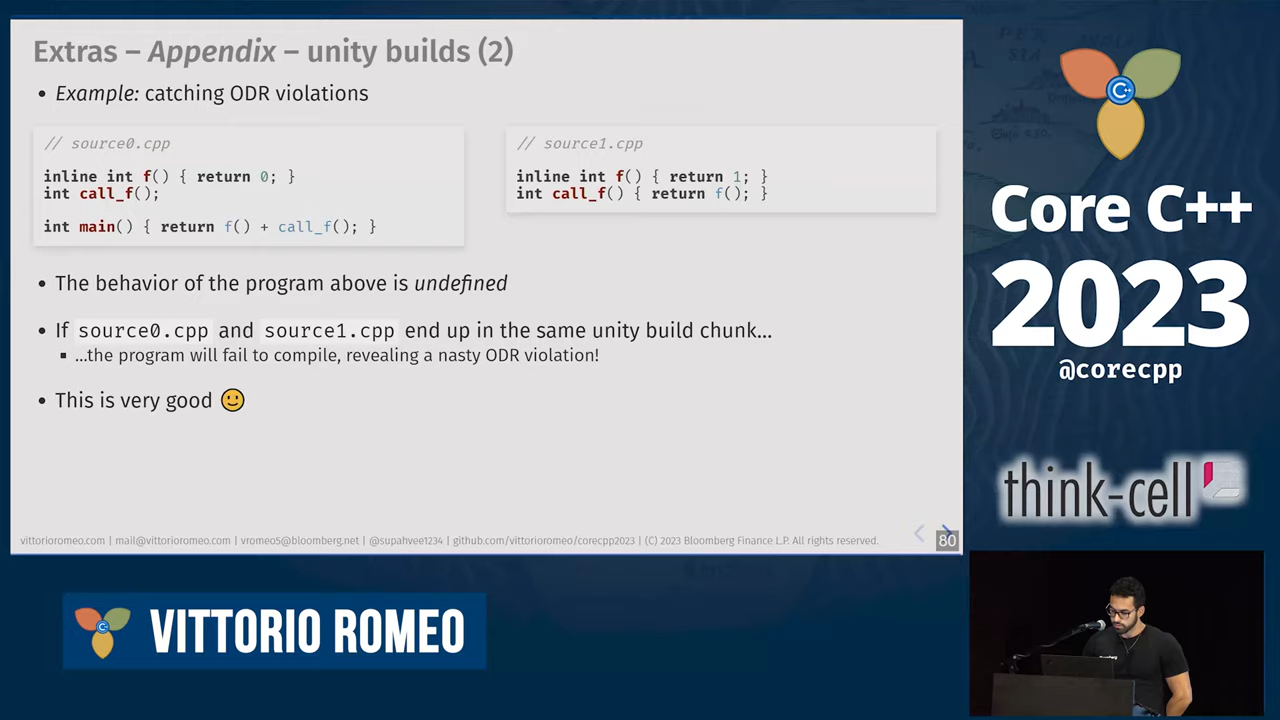 Extras – Appendix – unity builds (2)
• Example: catching ODR violations
// source0.cpp
inline int f() { return 0; }
int call_f();
int main() { return f() + call_f(); }
// source1.cpp
inline int f() { return 1; }
int call_f() { return f(); }
• The behavior of the program above is undefined
• If source0.cpp and source1.cpp end up in the same unity build chunk…
▪ …the program will fail to compile, revealing a nasty ODR violation!
• This is very good 🙂
vittorioromeo.com | mail@vittorioromeo.com | vromeo5@bloomberg.net | @supahvee1234 | github.com/vittorioromeo/corecpp2023 | (C) 2023 Bloomberg Finance L.P. All rights reserved.
80
C++
Core C++
2023
@corecpp
think-cell
C++
VITTORIO ROMEO